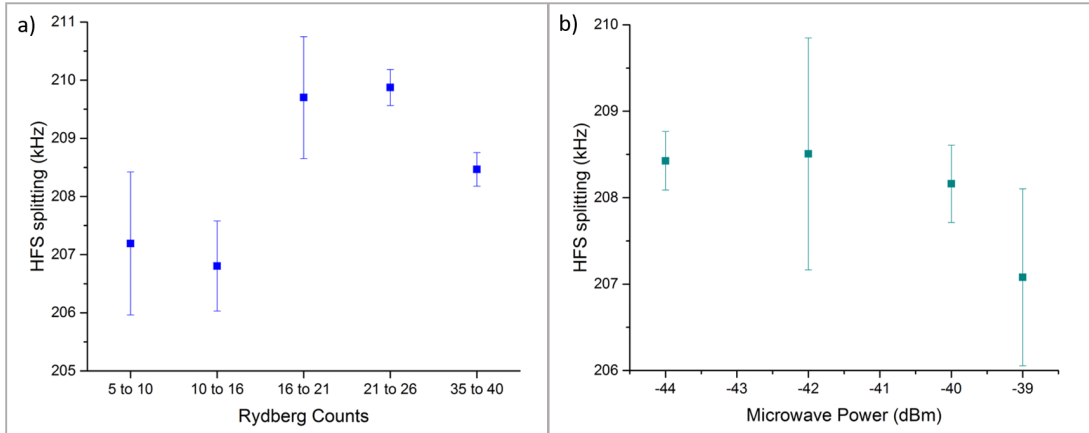 a)
211
210
209
208
207
206
205
HFS splitting (kHz)
5 to 10 10 to 16 16 to 21 21 to 26 35 to 40
Rydberg Counts
b)
210
209
208
207
206
HFS splitting (kHz)
-44 -43 -42 -41 -40 -39
Microwave Power (dBm)